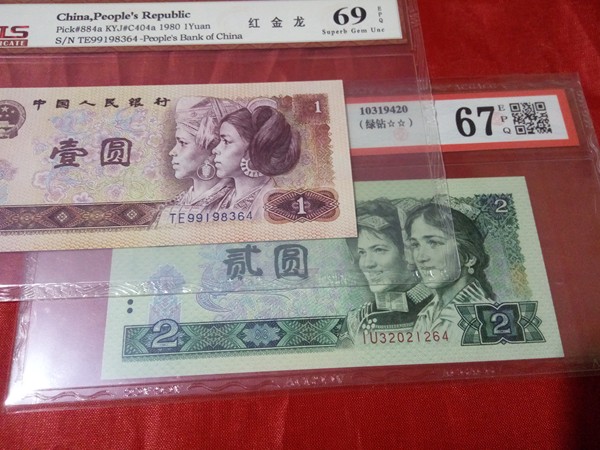 China,People's Republic
Pick#884a KYJ#C404a 1980 1Yuan
S/N TE99198364 -People's Bank of China
红金龙
69 EPQ
Superb Gem Unc
中国人民银行
1
壹圆
1
TE99198364
10319420
(绿钻☆☆)
67 EPQ
2
贰圆
2
2
IU32021264